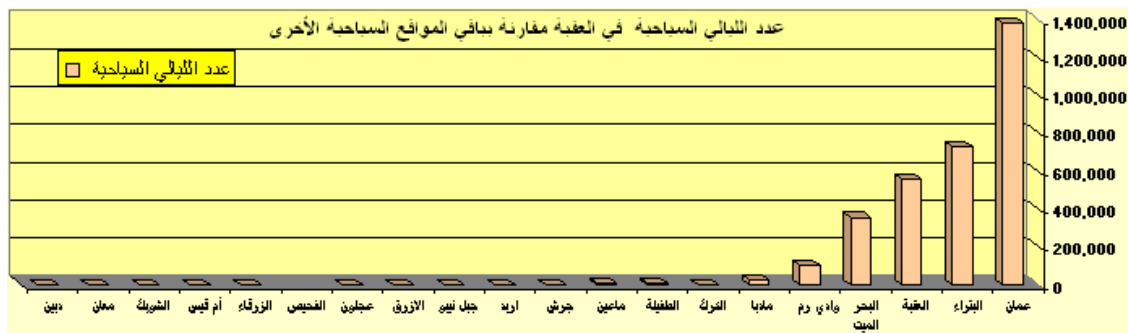 عدد الليالي السياحية في العقبة مقارنة بباقي المواقع السياحية الأخرى
عدد الليالي السياحية
1,400,000
1,200,000
1,000,000
800,000
600,000
400,000
200,000
0
عمان
البتراء
العقبة
البحر
الميت
وادي رم
مادبا
الكرك
الطفيلة
ماعين
جرش
اربد
جبل نيبو
الازرق
عجلون
الفحيص
الزرقاء
أم قيس
الشوبك
معان
دبين